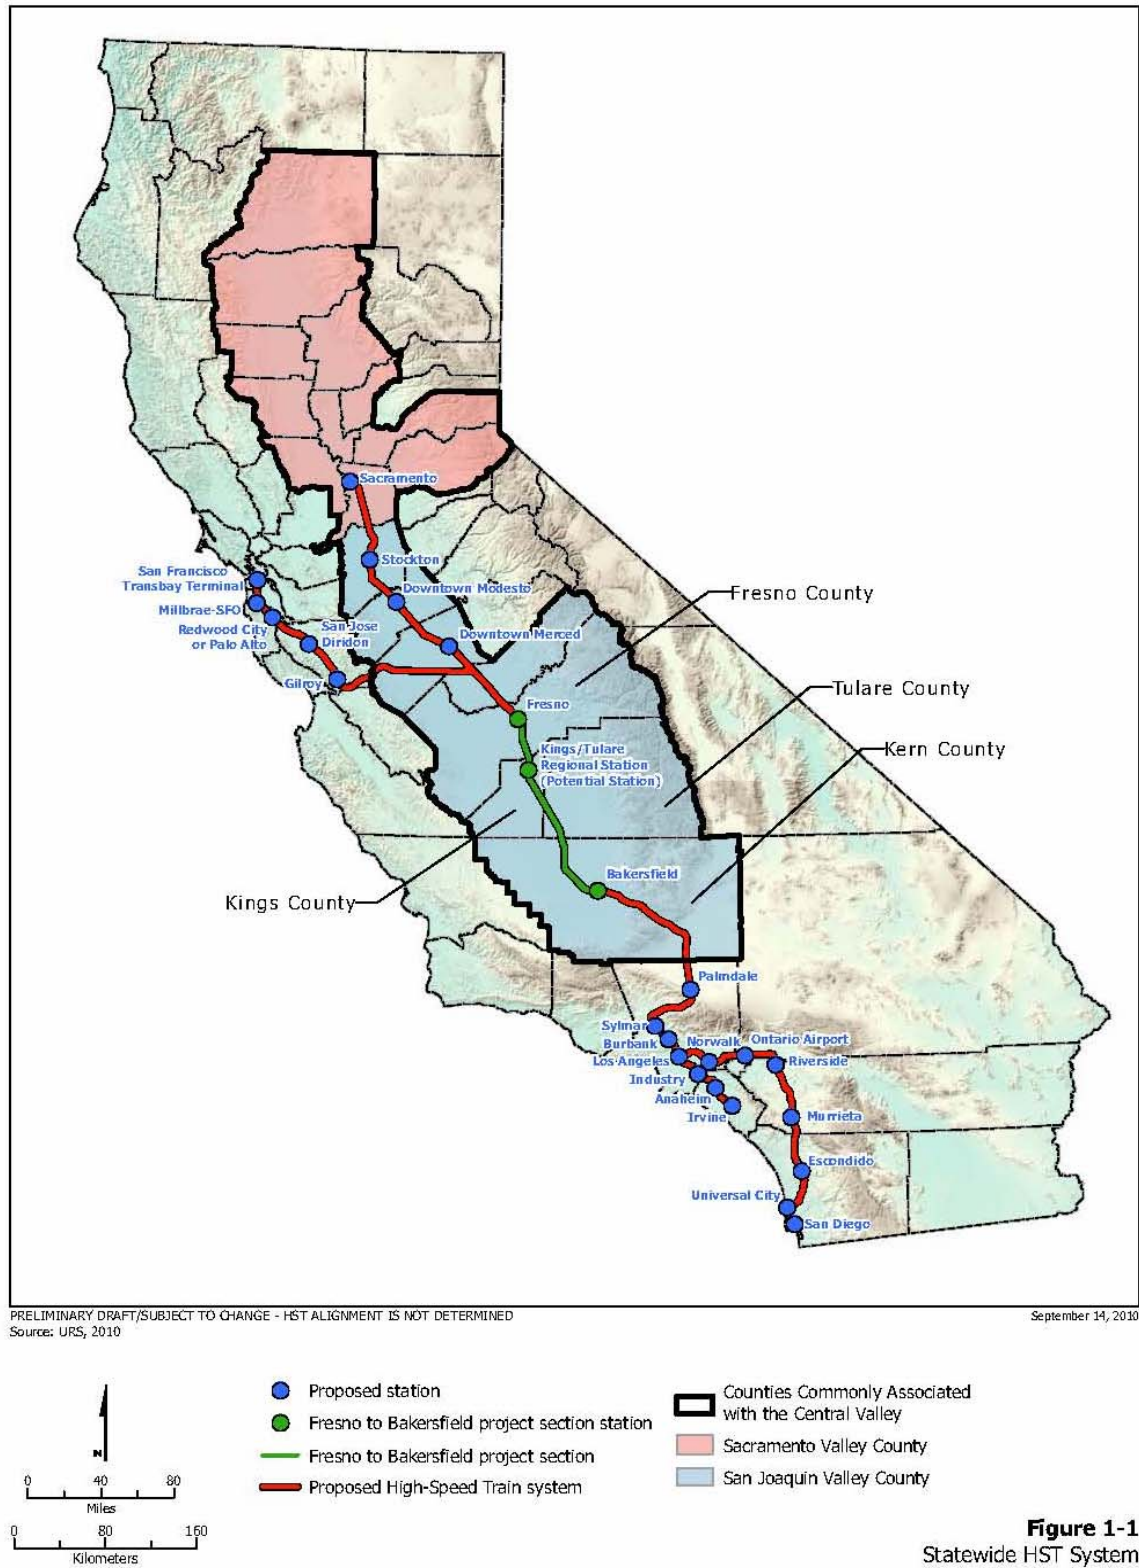 Sacramento
Stockton
Downtown Modesto
San Francisco
Transbay Terminal
Millbrae-SFO
Redwood City
or Palo Alto
San Jose
Diridon
Downtown Merced
Gilroy
Fresno County
Tulare County
Kern County
Fresno
Kings/Tulare
Regional Station
(Potential Station)
Bakersfield
Kings County
Palmdale
Sylmar
Burbank
Norwalk
Ontario Airport
Los Angeles
Riverside
Industry
Anaheim
Irvine
Murrieta
Escondido
Universal City
San Diego
PRELIMINARY DRAFT/SUBJECT TO CHANGE - HST ALIGNMENT IS NOT DETERMINED
Source: URS, 2010
September 14, 2010
N
0 40 80
Miles
0 80 160
Kilometers
Proposed station
Fresno to Bakersfield project section station
Fresno to Bakersfield project section
Proposed High-Speed Train system
Counties Commonly Associated
with the Central Valley
Sacramento Valley County
San Joaquin Valley County
Figure 1-1
Statewide HST System